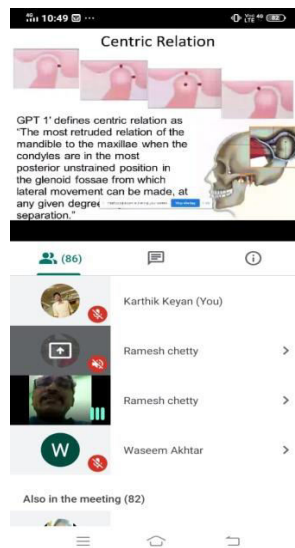 10:49
Centric Relation
GPT 1' defines centric relation as
"The most retruded relation of the
mandible to the maxillae when the
condyles are in the most
posterior unstrained position in
the glenoid fossae from which
lateral movement can be made, at
any given degree
separation."
(86)
Karthik Keyan (You)
Ramesh chetty
Ramesh chetty
W
Waseem Akhtar
Also in the meeting (82)